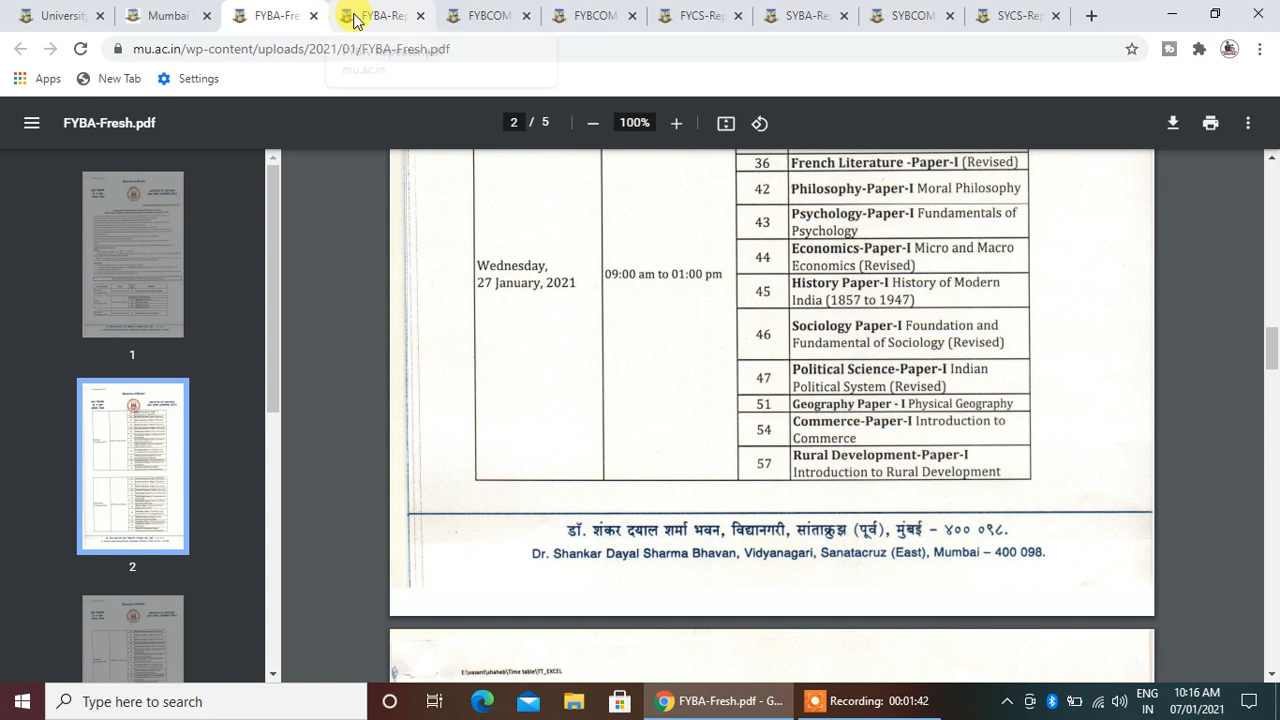 Universit
Mumbai
FYBA-Fre
FYBA-Rep
FYBCOM
FYBCOM
FYCS-Rep
SYBA-Re
SYBCOM
SYCS-Re
mu.ac.in/wp-content/uploads/2021/01/FYBA-Fresh.pdf
mu.ac.in
Apps New Tab Settings
FYBA-Fresh.pdf 2 / 5 100%
1
2
36 French Literature -Paper-I (Revised)
42 Philosophy-Paper-I Moral Philosophy
43 Psychology-Paper-I Fundamentals of
Psychology
44 Economics-Paper-I Micro and Macro
Economics (Revised)
Wednesday,
27 January, 2021
09:00 am to 01:00 pm
45 History Paper-I History of Modern
India (1857 to 1947)
46 Sociology Paper-I Foundation and
Fundamental of Sociology (Revised)
47 Political Science-Paper-I Indian
Political System (Revised)
51 Geography Paper - I Physical Geography
54 Commerce-Paper-I Introduction to
Commerce
57 Rural Development-Paper-I
Introduction to Rural Development
डॉ. शंकर दयाल शर्मा भवन, विद्यानगरी, सांताक्रुझ (पूर्व), मुंबई – ४०० ०९८.
Dr. Shankar Dayal Sharma Bhavan, Vidyanagari, Sanatacruz (East), Mumbai – 400 098.
E:\vasant\shaheb\Time table\TT_EXCEL
Type here to search
FYBA-Fresh.pdf - G...
Recording: 00:01:42
ENG
IN
10:16 AM
07/01/2021